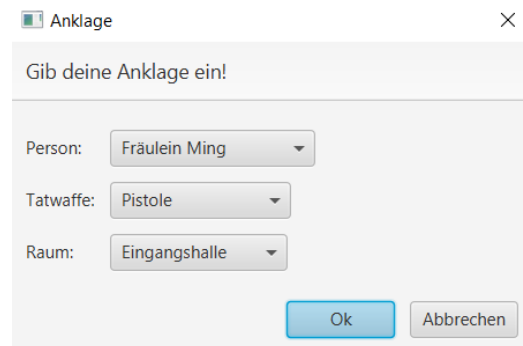 Anklage
Gib deine Anklage ein!
Person: Fräulein Ming
Tatwaffe: Pistole
Raum: Eingangshalle
Ok Abbrechen